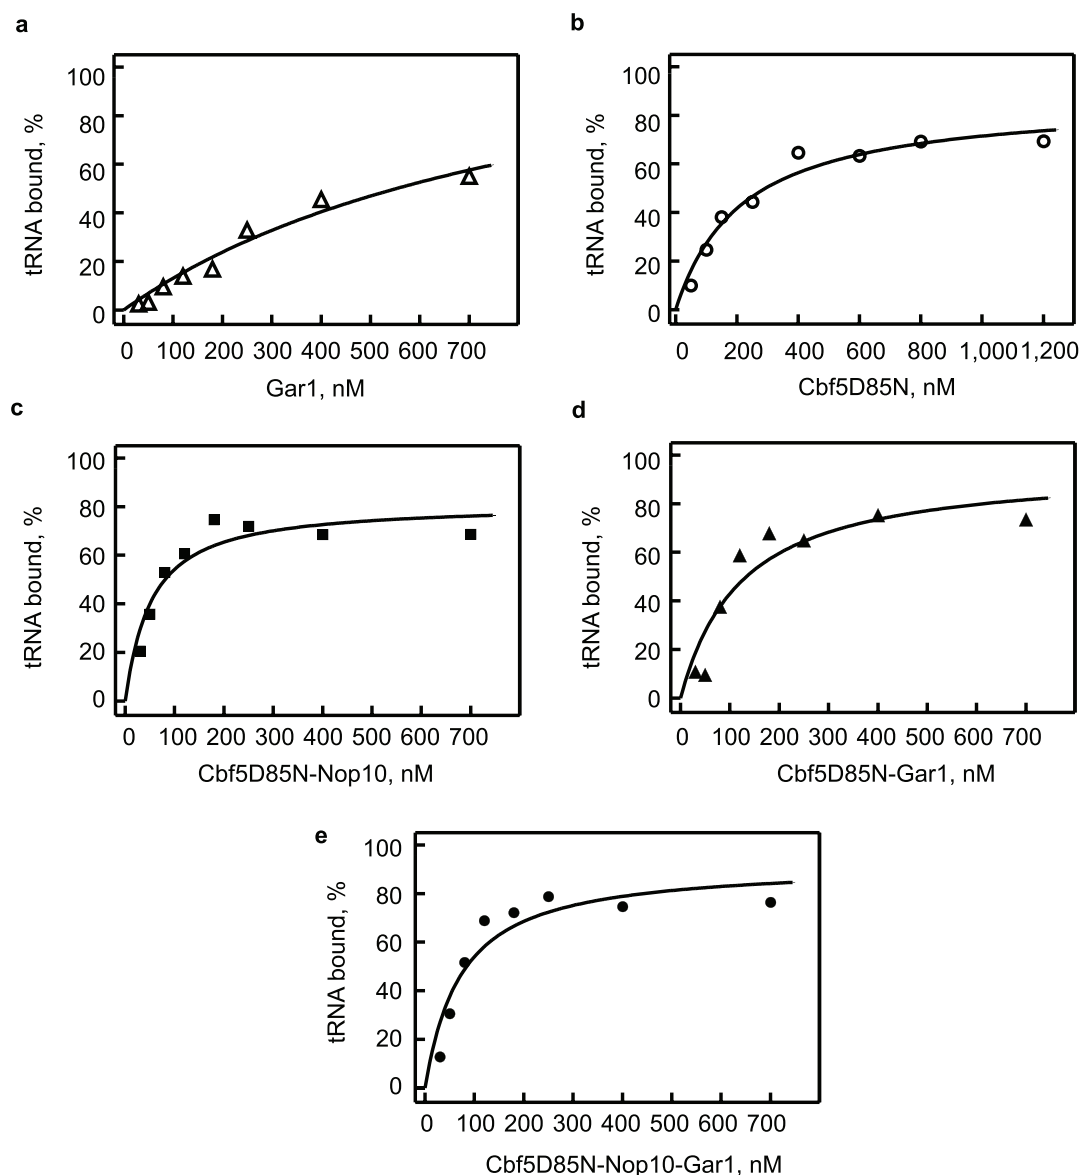 a
100
80
60
40
20
0
tRNA bound, %
0 100 200 300 400 500 600 700
Gar1, nM
b
100
80
60
40
20
0
tRNA bound, %
0 200 400 600 800 1,000 1,200
Cbf5D85N, nM
c
100
80
60
40
20
0
tRNA bound, %
0 100 200 300 400 500 600 700
Cbf5D85N-Nop10, nM
d
100
80
60
40
20
0
tRNA bound, %
0 100 200 300 400 500 600 700
Cbf5D85N-Gar1, nM
e
100
80
60
40
20
0
tRNA bound, %
0 100 200 300 400 500 600 700
Cbf5D85N-Nop10-Gar1, nM